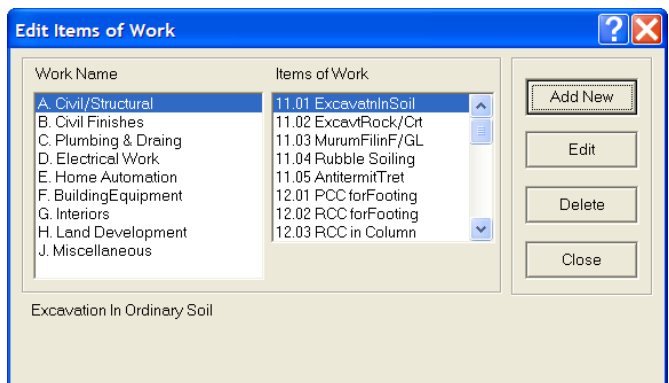 Edit Items of Work
Work Name
A. Civil/Structural
B. Civil Finishes
C. Plumbing & Draing
D. Electrical Work
E. Home Automation
F. BuildingEquipment
G. Interiors
H. Land Development
J. Miscellaneous
Items of Work
11.01 ExcavatnInSoil
11.02 ExcavtRock/Crt
11.03 MurumFilinF/GL
11.04 Rubble Soiling
11.05 AntitermitTret
12.01 PCC forFooting
12.02 RCC forFooting
12.03 RCC in Column
Add New
Edit
Delete
Close
Excavation In Ordinary Soil